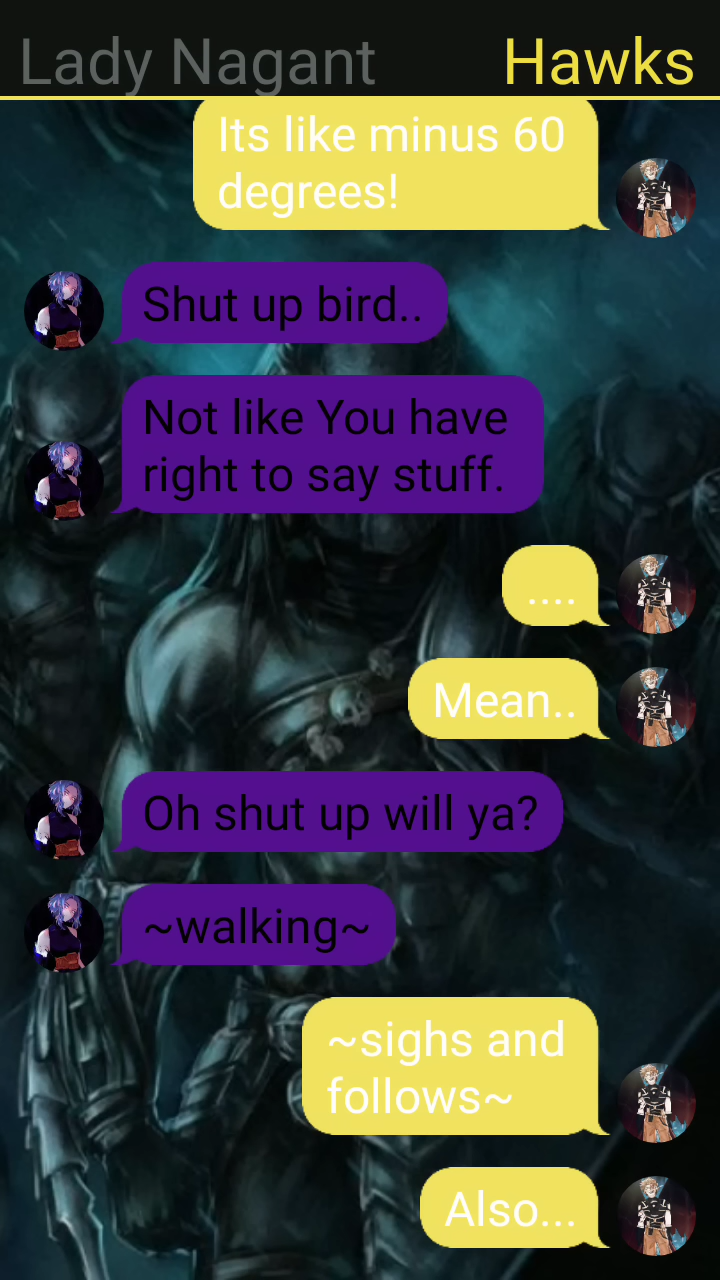 Lady Nagant Hawks
Its like minus 60
degrees!
Shut up bird..
Not like You have
right to say stuff.
....
Mean..
Oh shut up will ya?
~walking~
~sighs and
follows~
Also...